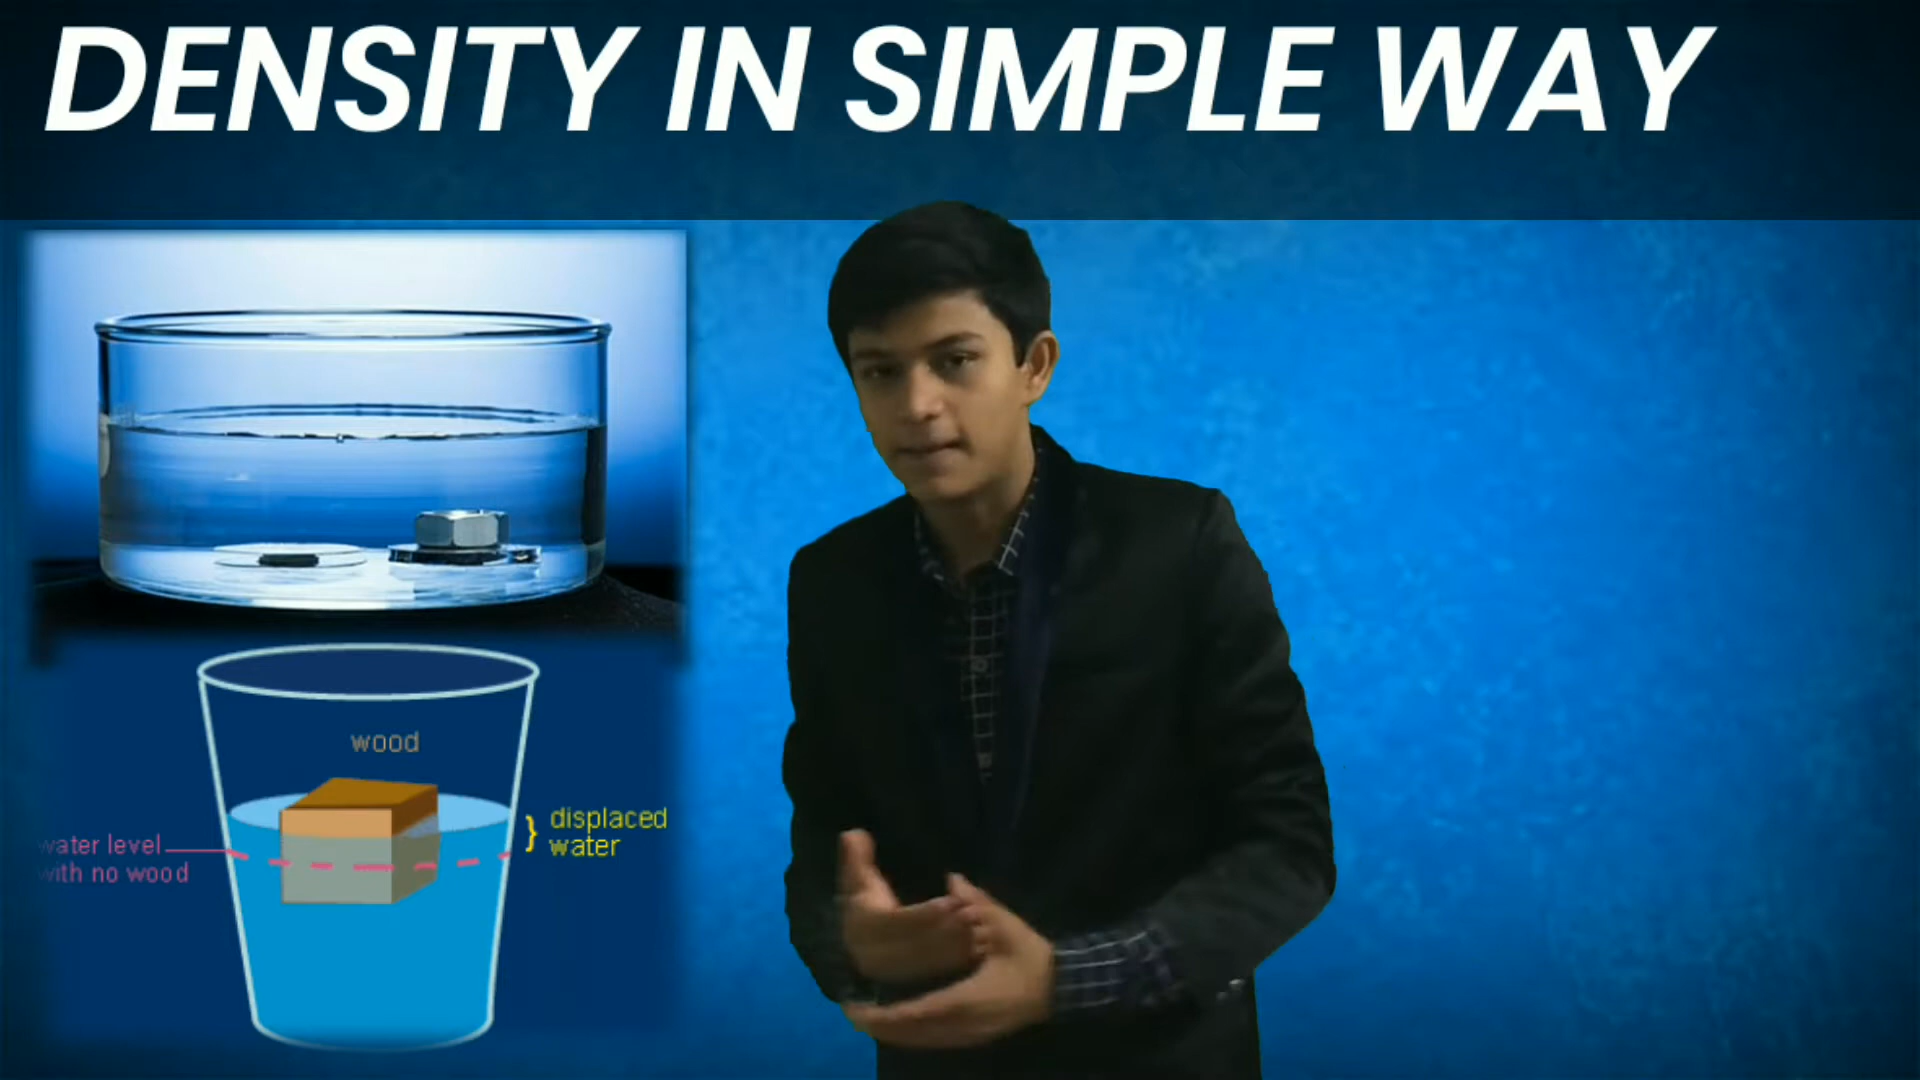 DENSITY IN SIMPLE WAY
wood
displaced
water
water level
with no wood